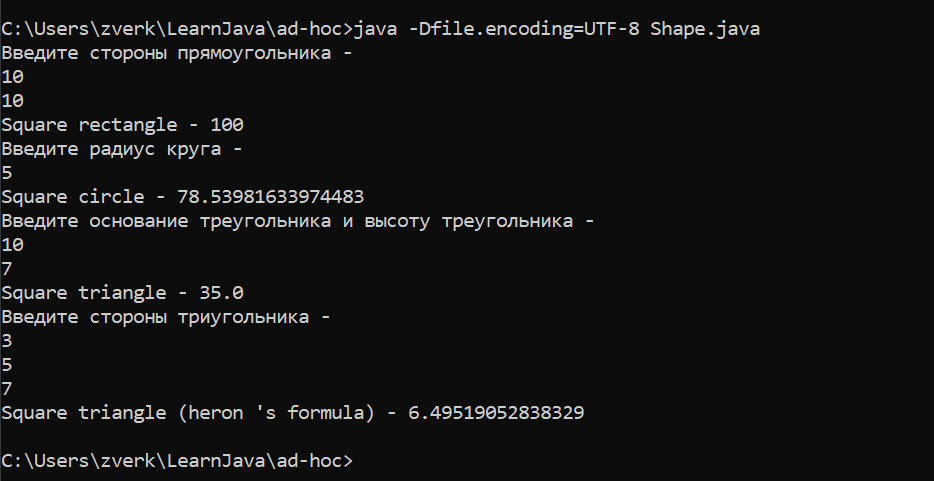 C:\Users\zverk\LearnJava\ad-hoc>java -Dfile.encoding=UTF-8 Shape.java
Введите стороны прямоугольника -
10
10
Square rectangle - 100
Введите радиус круга -
5
Square circle - 78.53981633974483
Введите основание треугольника и высоту треугольника -
10
7
Square triangle - 35.0
Введите стороны триугольника -
3
5
7
Square triangle (heron 's formula) - 6.49519052838329
C:\Users\zverk\LearnJava\ad-hoc>